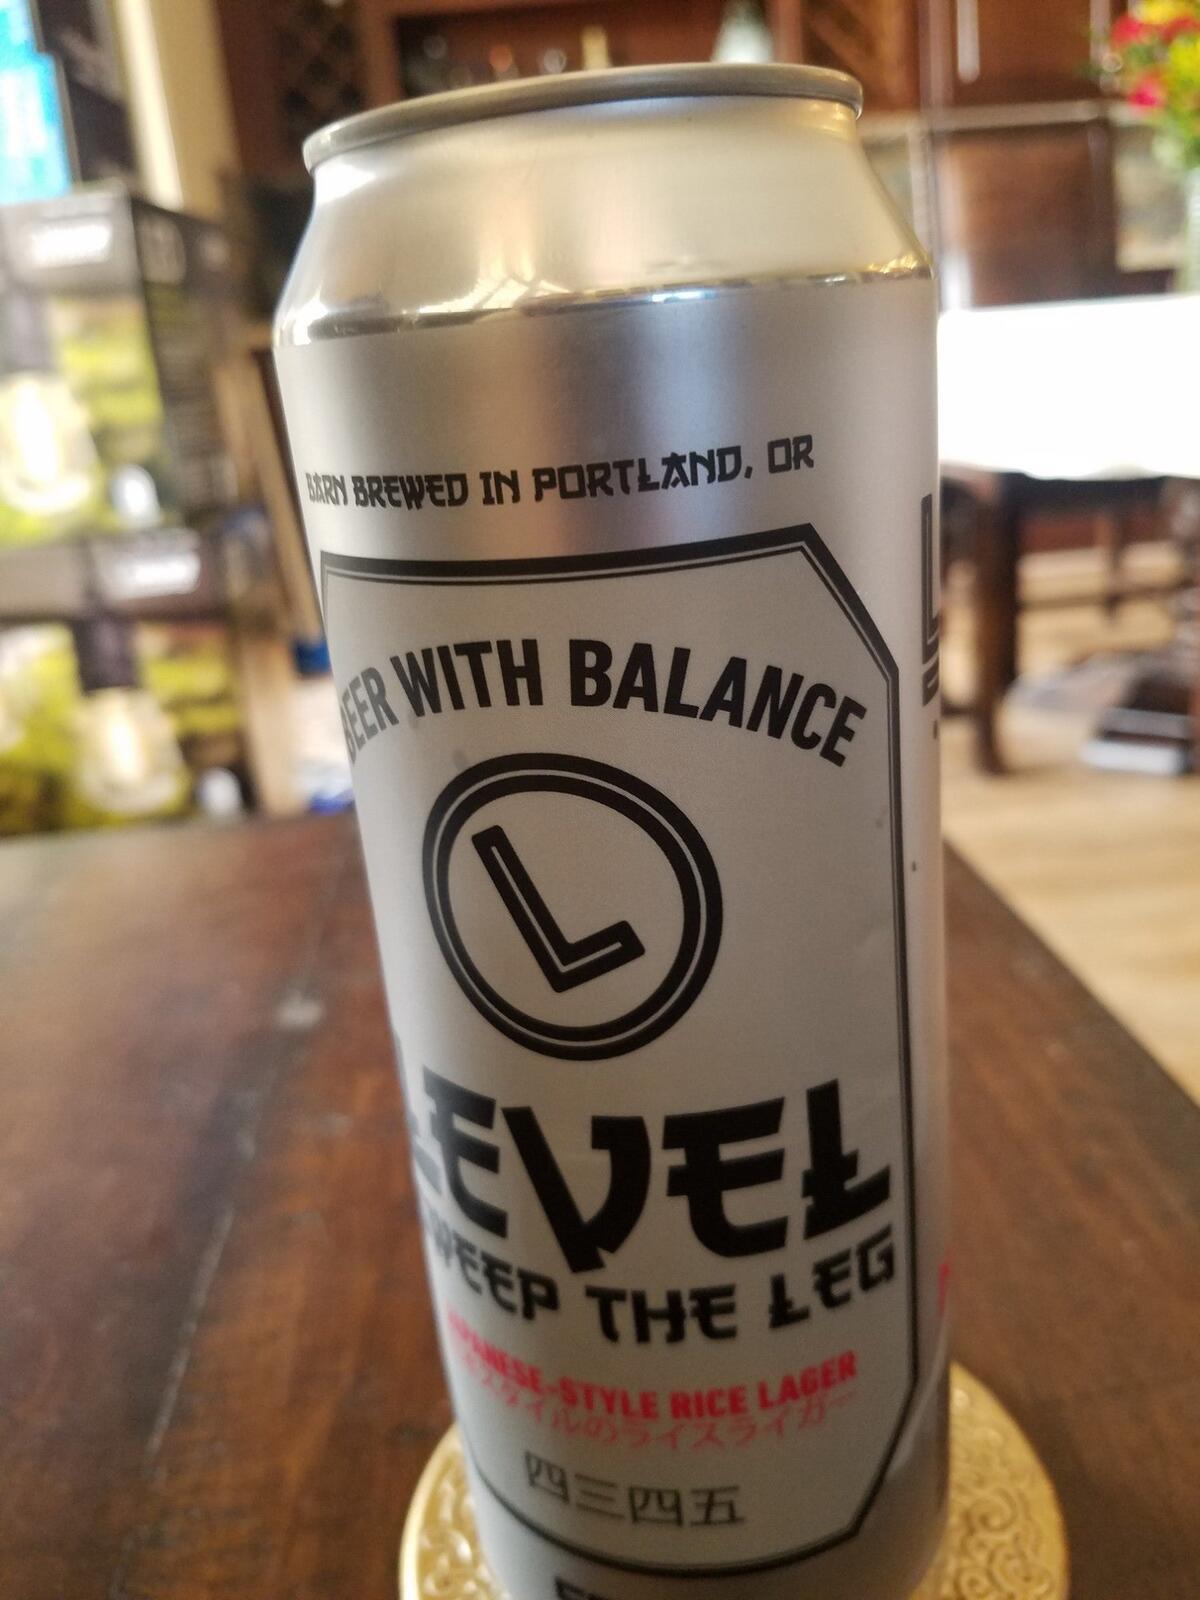 BARN BREWED IN PORTLAND, OR
BEER WITH BALANCE
L
LEVEL
WEEP THE LEG
JAPANESE-STYLE RICE LAGER
スタイルのライスライガー
四三四五